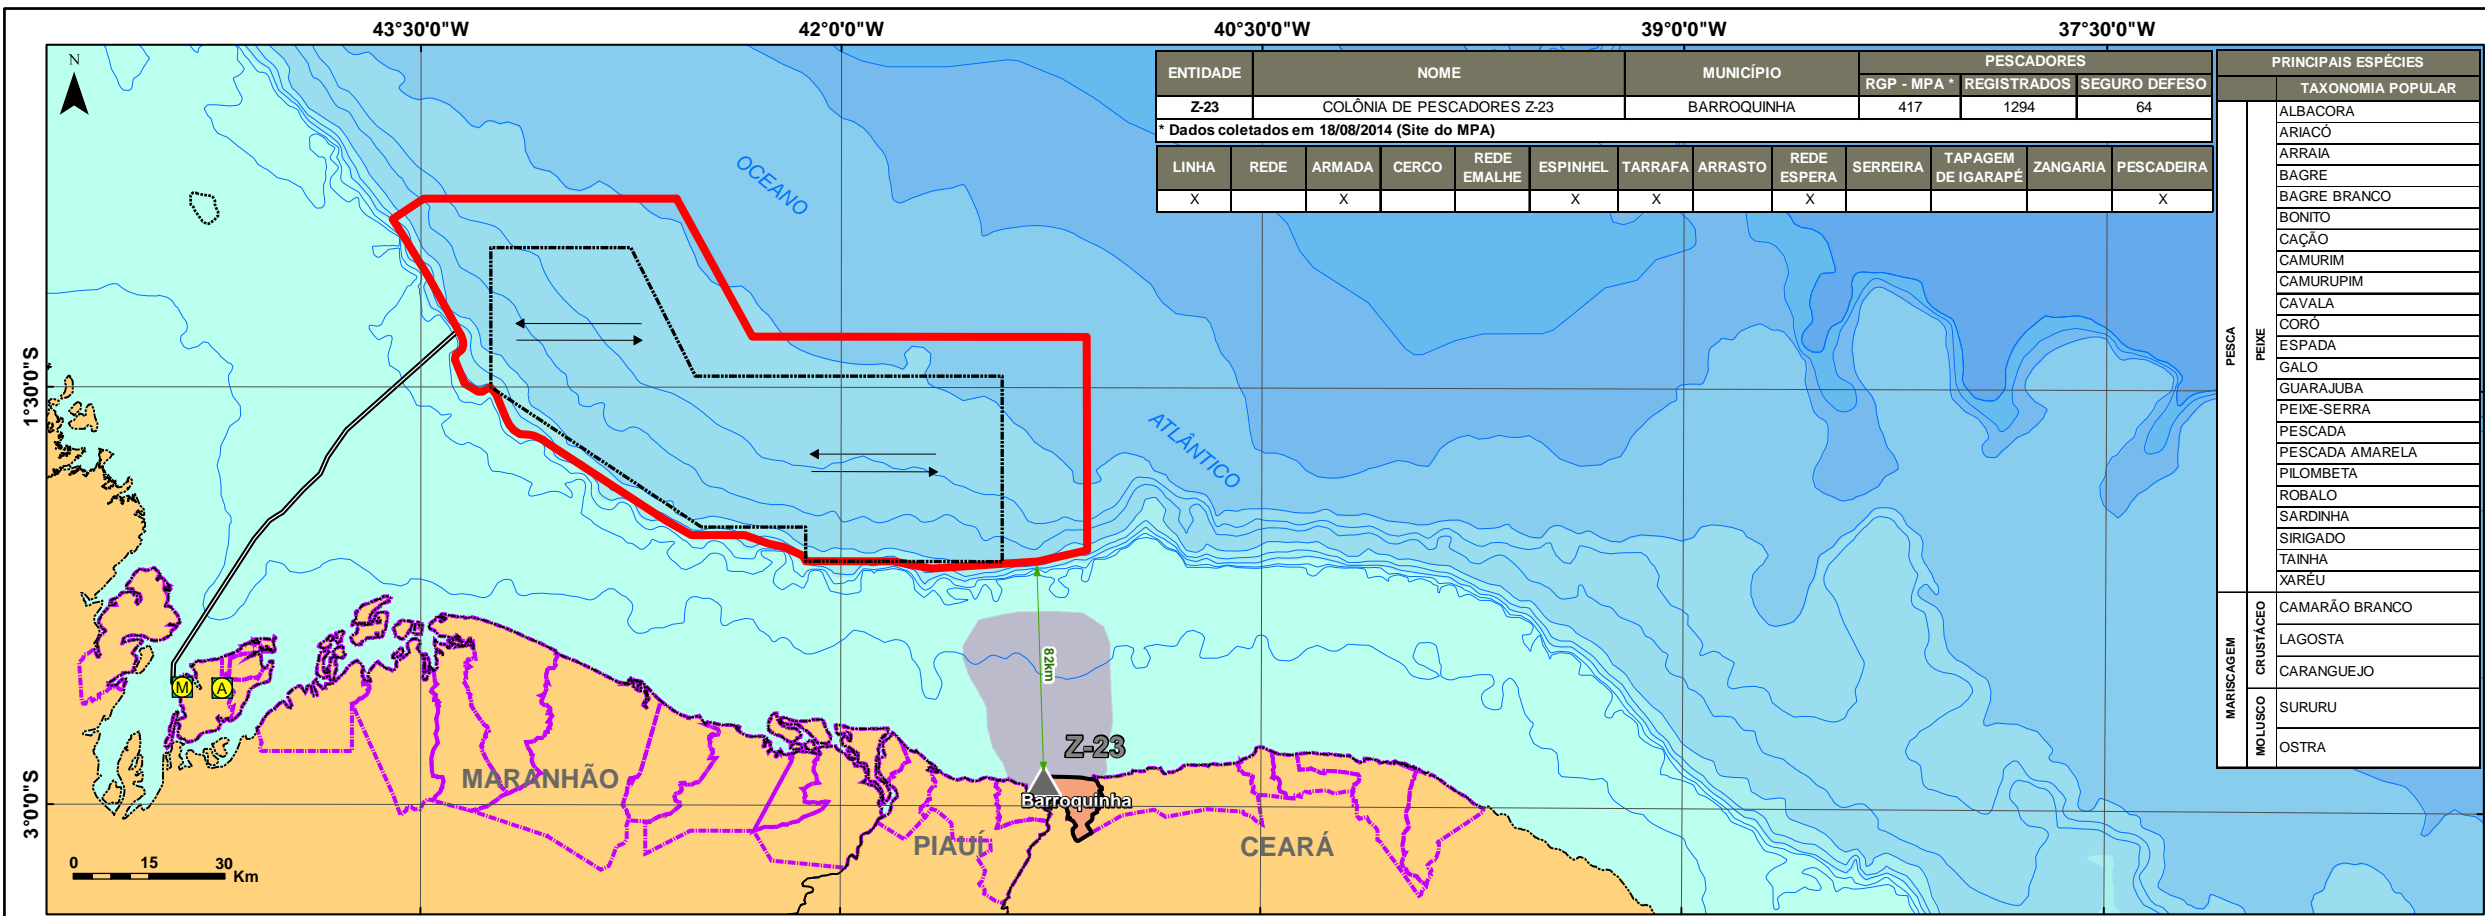 43°30'0"W 42°0'0"W 40°30'0"W 39°0'0"W 37°30'0"W
N
ENTIDADE NOME MUNICÍPIO PESCADORES
RGP - MPA * REGISTRADOS SEGURO DEFESO
Z-23 COLÔNIA DE PESCADORES Z-23 BARROQUINHA 417 1294 64
* Dados coletados em 18/08/2014 (Site do MPA)
LINHA REDE ARMADA CERCO REDE EMALHE ESPINHEL TARRAFA ARRASTO REDE ESPERA SERREIRA TAPAGEM DE IGARAPÉ ZANGARIA PESCADEIRA
X X X X X X
PRINCIPAIS ESPÉCIES
TAXONOMIA POPULAR
PESCA
PEIXE
ALBACORA
ARIACÓ
ARRAIA
BAGRE
BAGRE BRANCO
BONITO
CAÇÃO
CAMURIM
CAMURUPIM
CAVALA
CORÓ
ESPADA
GALO
GUARAJUBA
PEIXE-SERRA
PESCADA
PESCADA AMARELA
PILOMBETA
ROBALO
SARDINHA
SIRIGADO
TAINHA
XARÉU
MARISCAGEM
CRUSTÁCEO
CAMARÃO BRANCO
LAGOSTA
CARANGUEJO
MOLUSCO
SURURU
OSTRA
OCEANO
ATLÂNTICO
1°30'0"S
3°0'0"S
82km
M A
Z-23
Barroquinha
MARANHÃO
PIAUÍ
CEARÁ
0 15 30
Km